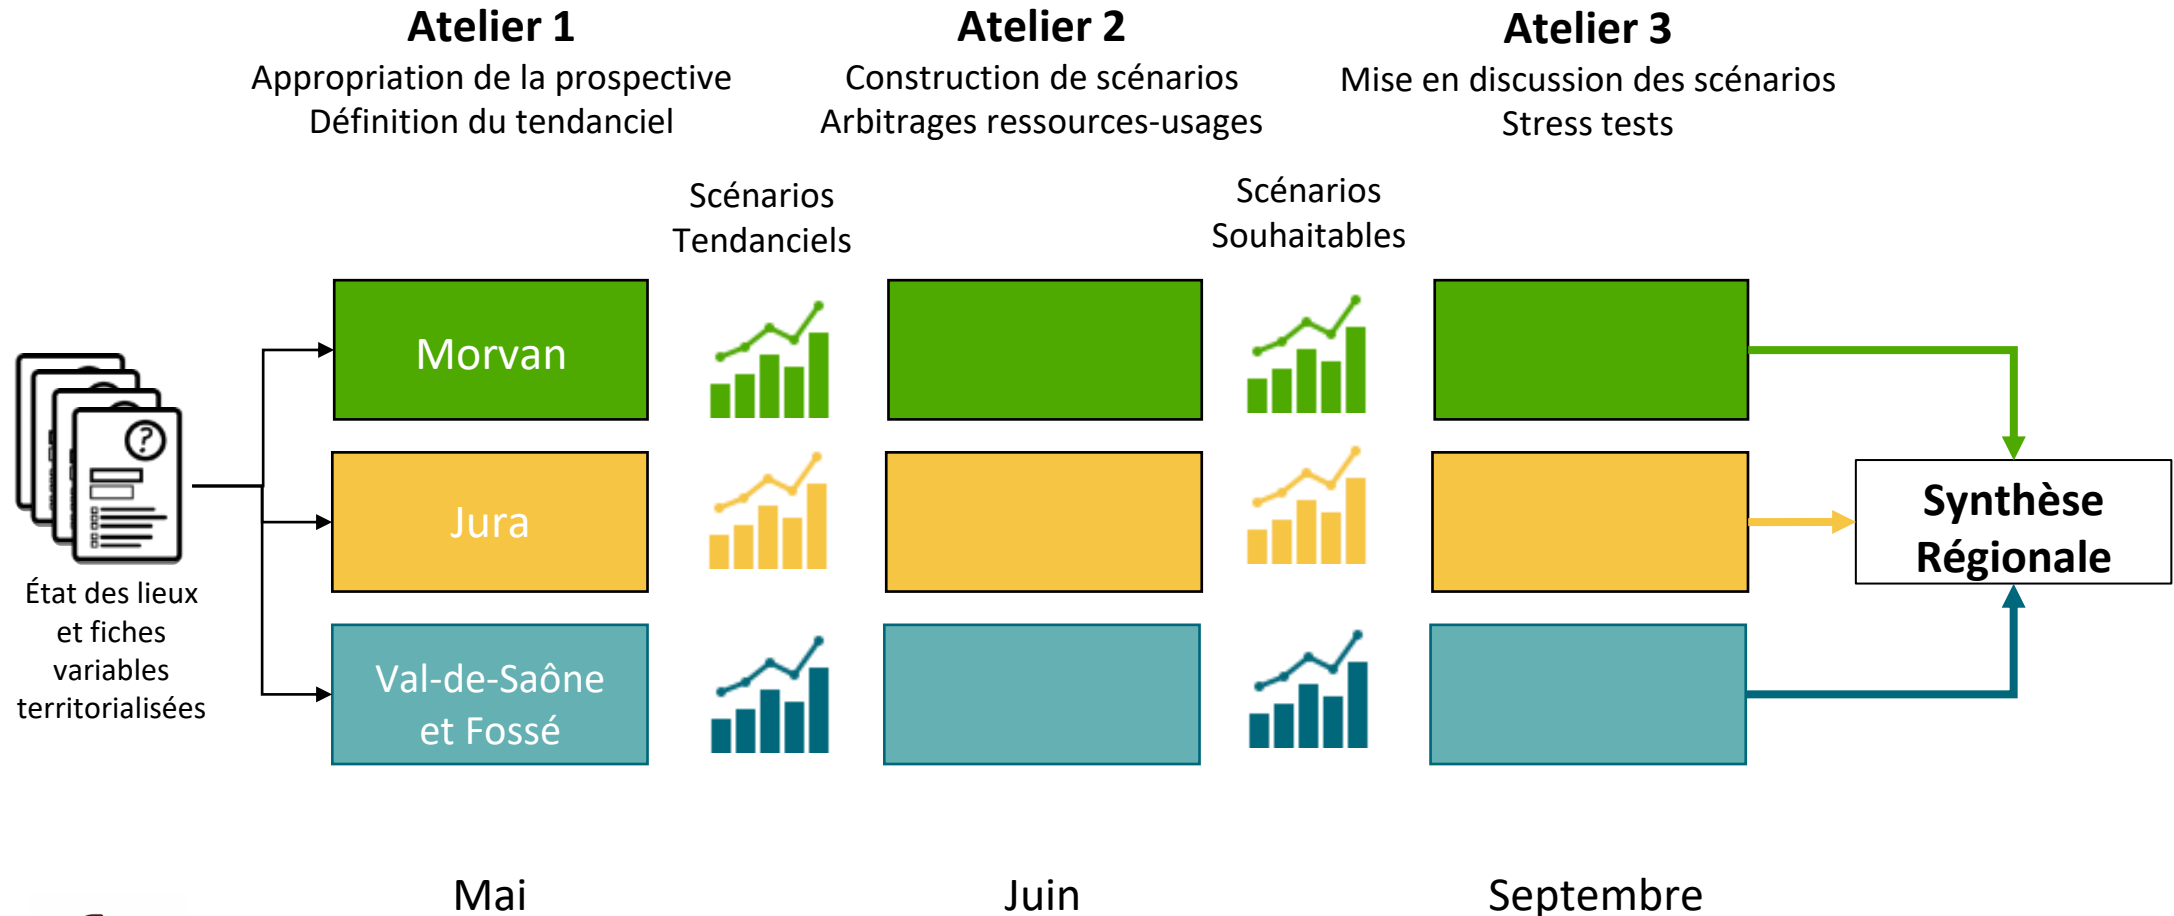 Atelier 1
Appropriation de la prospective
Définition du tendanciel
Atelier 2
Construction de scénarios
Arbitrages ressources-usages
Atelier 3
Mise en discussion des scénarios
Stress tests
Scénarios
Tendanciels
Scénarios
Souhaitables
Morvan
?
Jura
Synthèse
Régionale
État des lieux
et fiches
variables
territorialisées
Val-de-Saône
et Fossé
Mai
Juin
Septembre